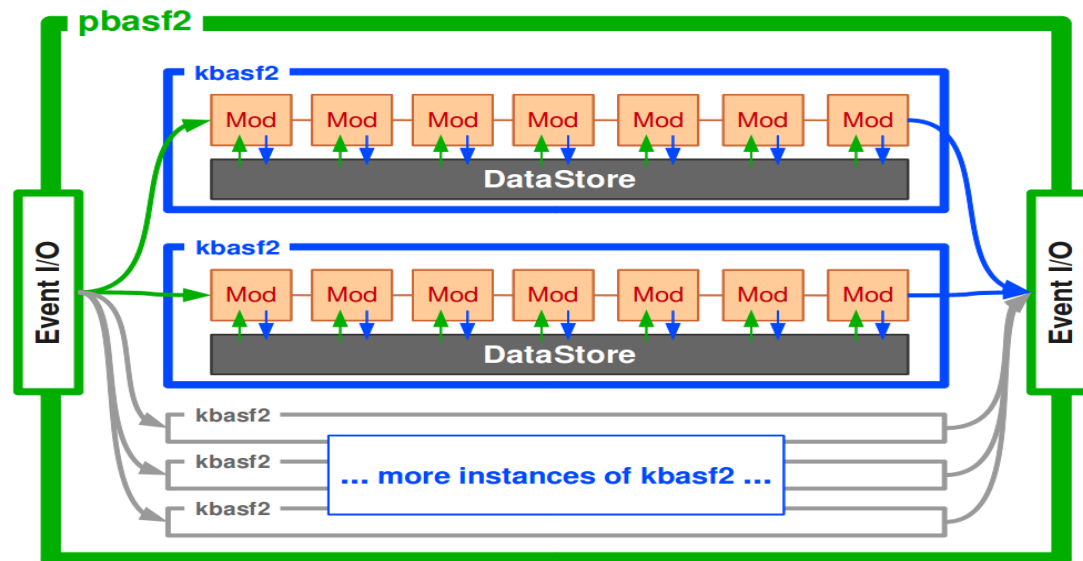 pbasf2
kbasf2
Mod Mod Mod Mod Mod Mod Mod
DataStore
Event I/O
Event I/O
kbasf2
Mod Mod Mod Mod Mod Mod Mod
DataStore
kbasf2
kbasf2
... more instances of kbasf2 ...
kbasf2